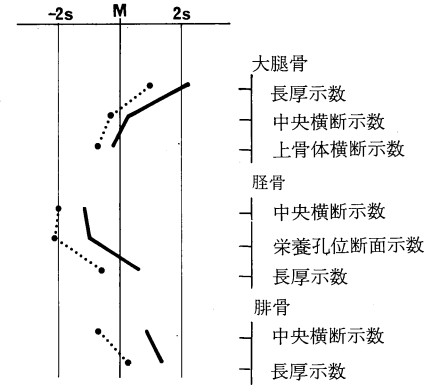 -2s M 2s
大腿骨
長厚示数
中央横断示数
上骨体横断示数
脛骨
中央横断示数
栄養孔位断面示数
長厚示数
腓骨
中央横断示数
長厚示数